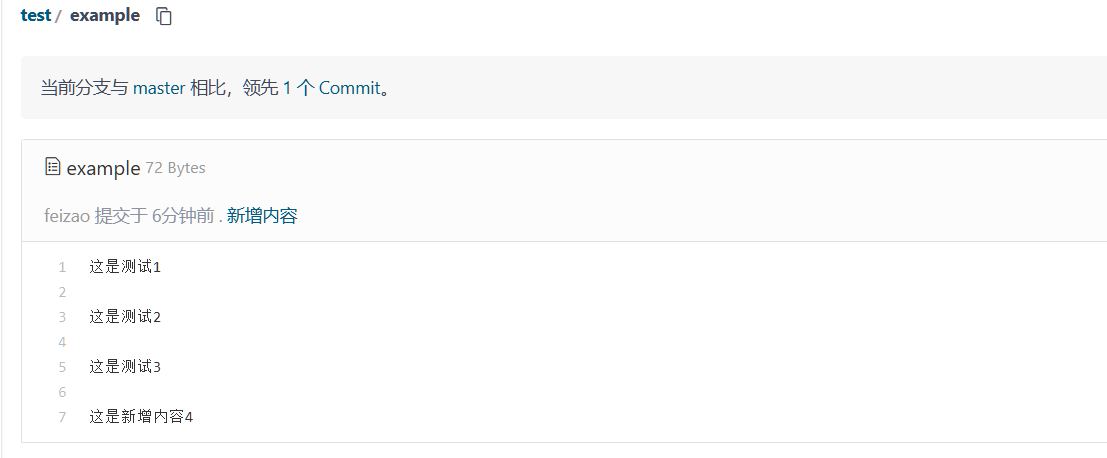 test / example
当前分支与 master 相比，领先 1 个 Commit。
example 72 Bytes
feizao 提交于 6分钟前 . 新增内容
1 这是测试1
2
3 这是测试2
4
5 这是测试3
6
7 这是新增内容4